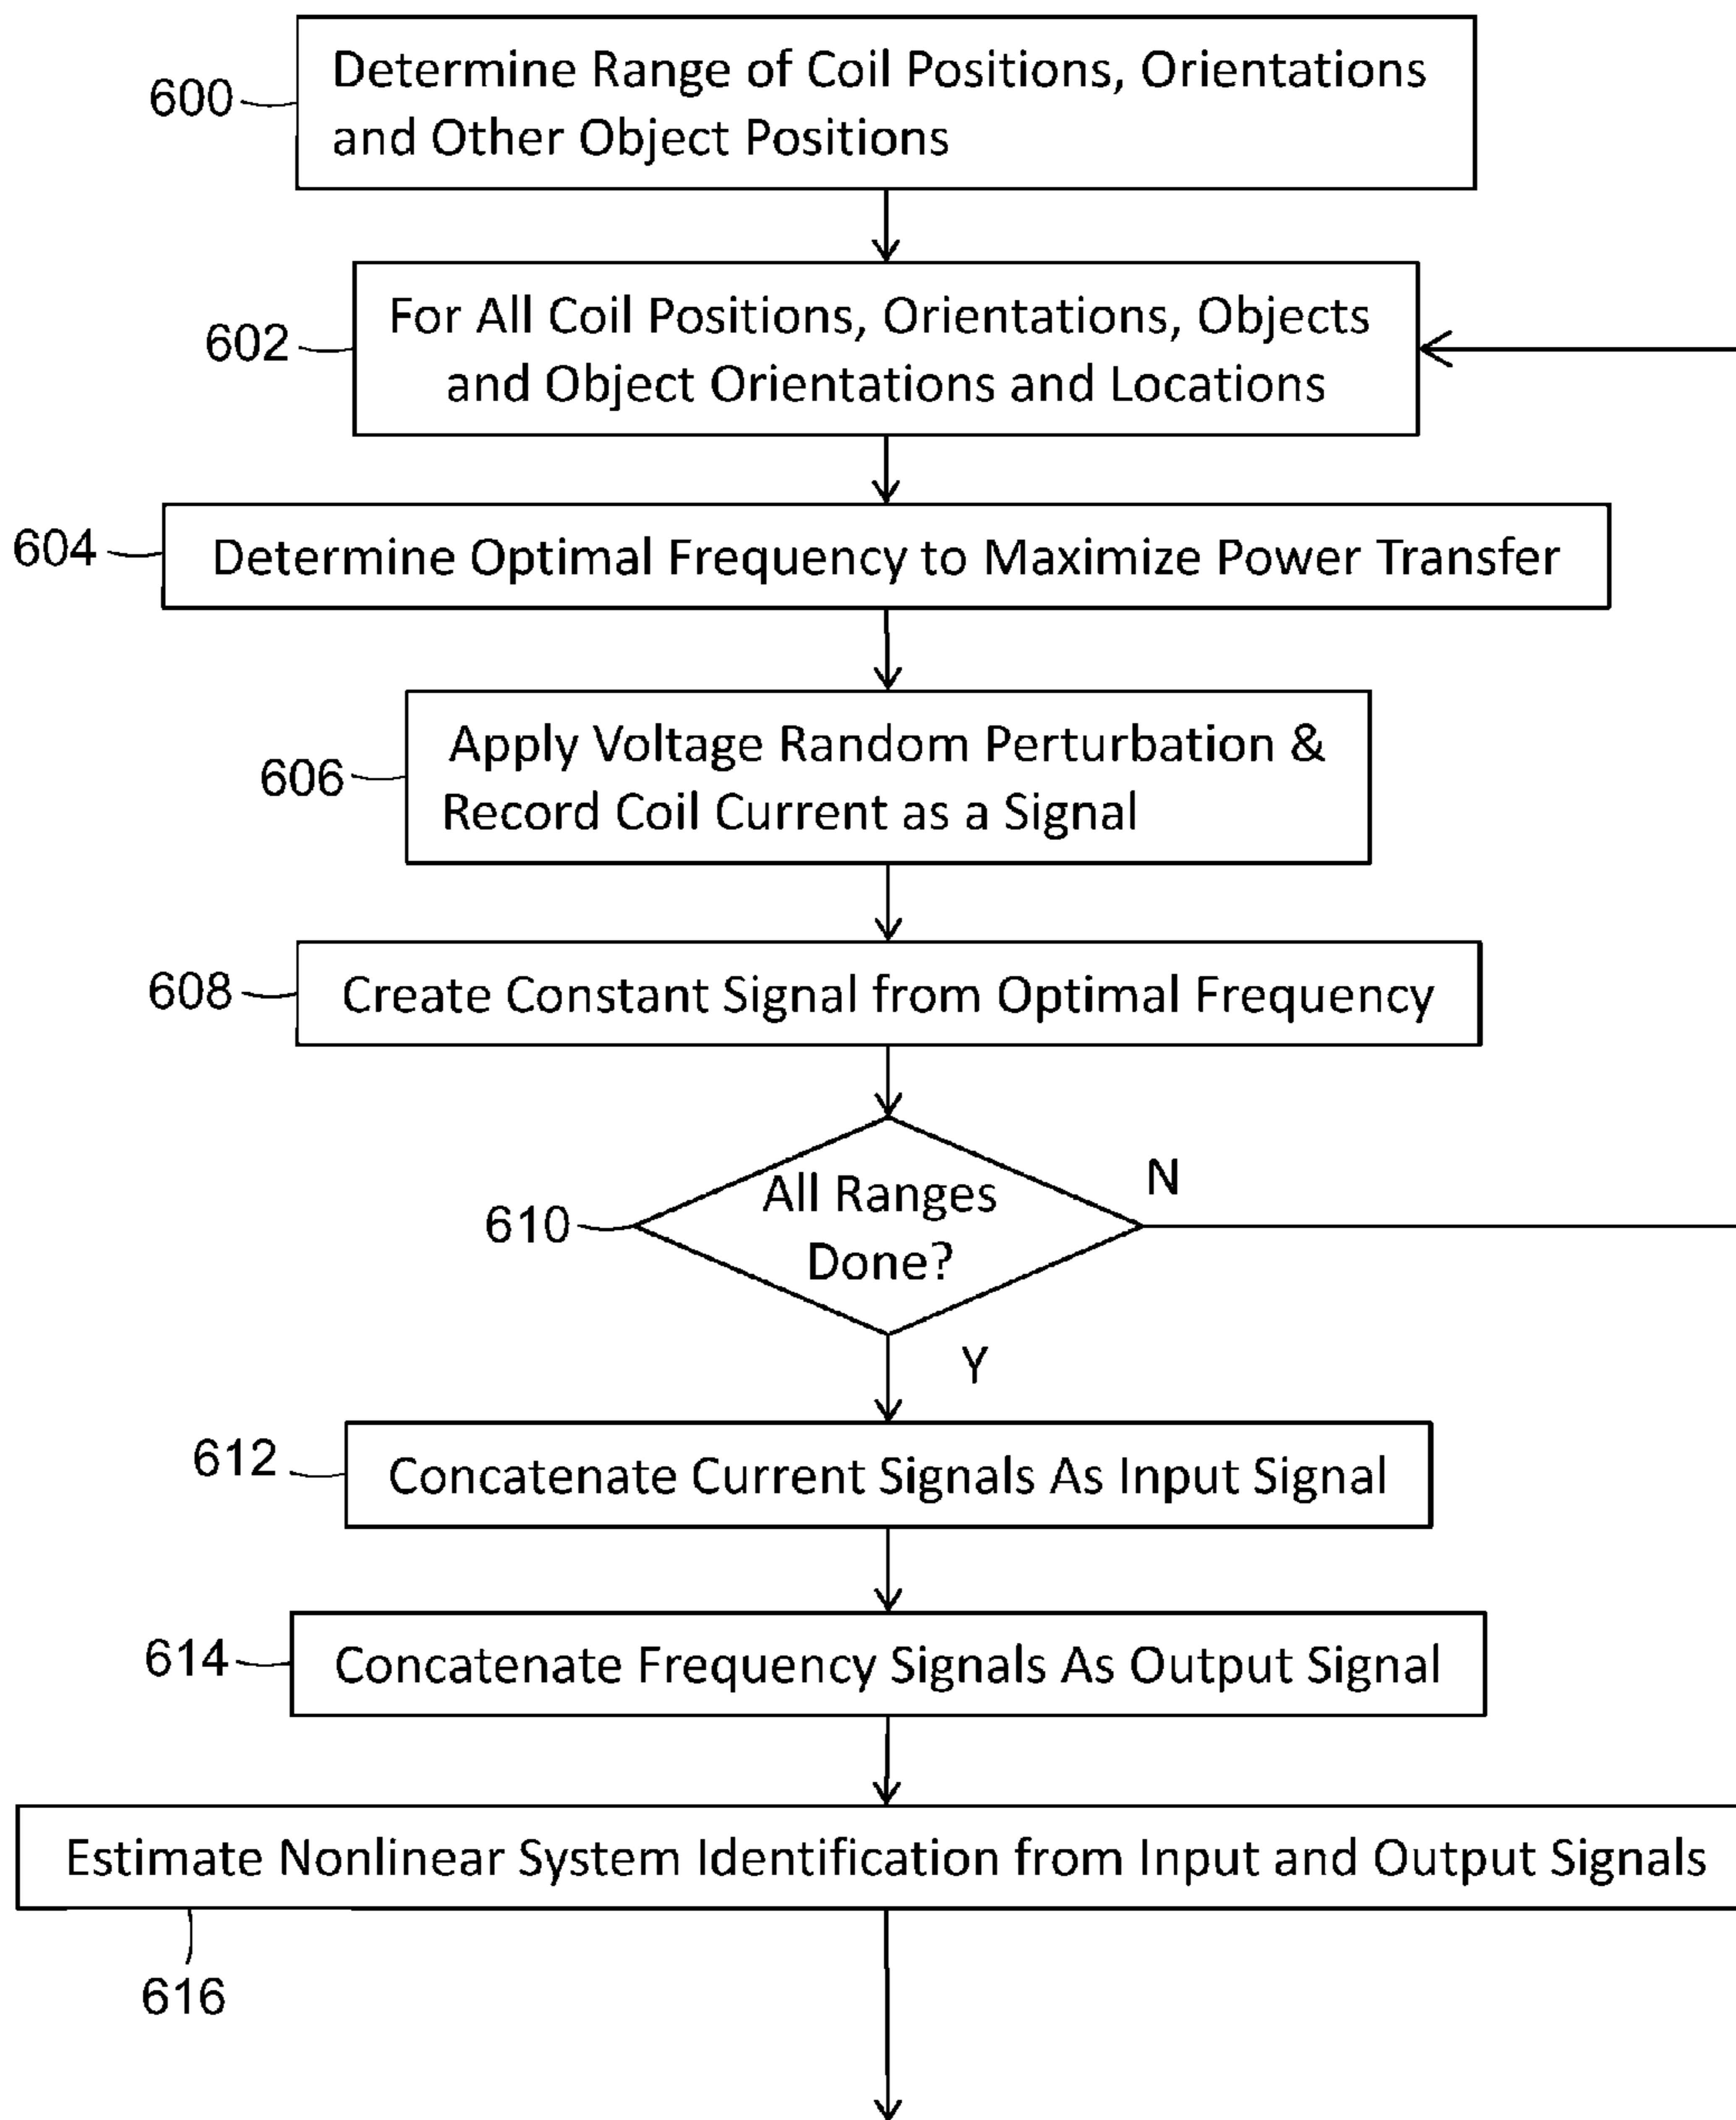 600
Determine Range of Coil Positions, Orientations
and Other Object Positions
602
For All Coil Positions, Orientations, Objects
and Object Orientations and Locations
604
Determine Optimal Frequency to Maximize Power Transfer
606
Apply Voltage Random Perturbation &
Record Coil Current as a Signal
608
Create Constant Signal from Optimal Frequency
610
All Ranges
Done?
N
Y
612
Concatenate Current Signals As Input Signal
614
Concatenate Frequency Signals As Output Signal
Estimate Nonlinear System Identification from Input and Output Signals
616